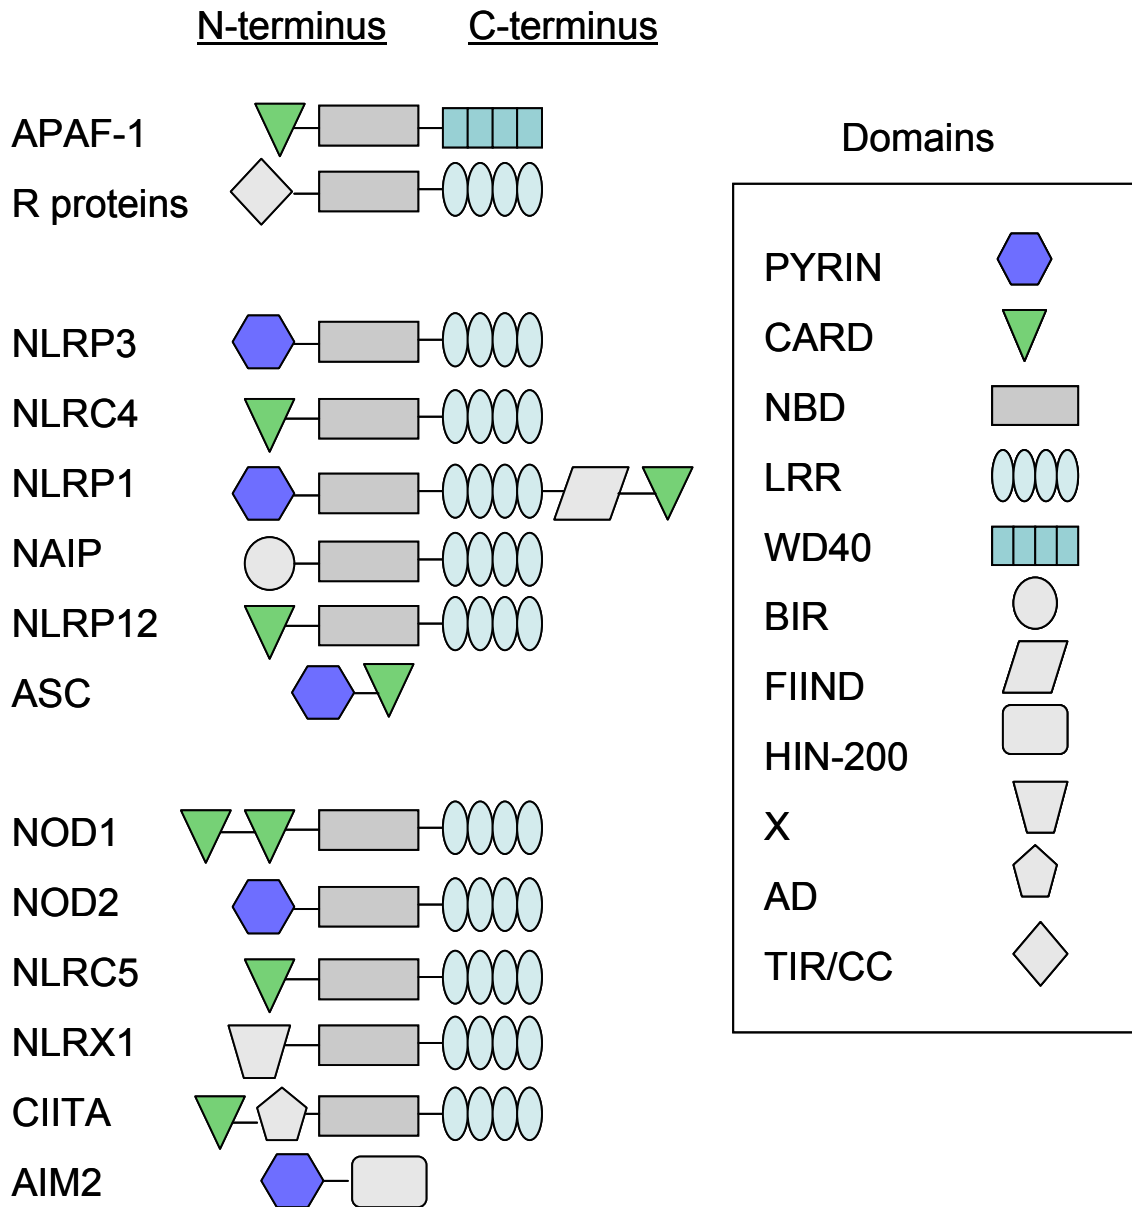 N-terminus C-terminus
APAF-1
R proteins
NLRP3
NLRC4
NLRP1
NAIP
NLRP12
ASC
NOD1
NOD2
NLRC5
NLRX1
CIITA
AIM2
Domains
PYRIN
CARD
NBD
LRR
WD40
BIR
FIIND
HIN-200
X
AD
TIR/CC